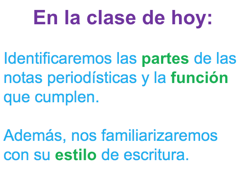 En la clase de hoy:
Identificaremos las partes de las
notas periodísticas y la función
que cumplen.
Además, nos familiarizaremos
con su estilo de escritura.